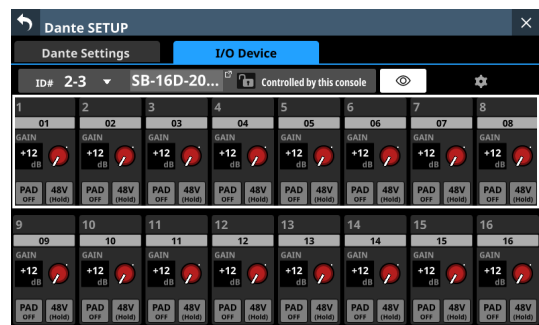 Dante SETUP
Dante Settings I/O Device
ID# 2-3 SB-16D-20... Controlled by this console
1 2 3 4 5 6 7 8
01 02 03 04 05 06 07 08
GAIN GAIN GAIN GAIN GAIN GAIN GAIN GAIN
+12 +12 +12 +12 +12 +12 +12 +12
dB dB dB dB dB dB dB dB
PAD 48V PAD 48V PAD 48V PAD 48V PAD 48V PAD 48V PAD 48V PAD 48V
OFF (Hold) OFF (Hold) OFF (Hold) OFF (Hold) OFF (Hold) OFF (Hold) OFF (Hold) OFF (Hold)
9 10 11 12 13 14 15 16
09 10 11 12 13 14 15 16
GAIN GAIN GAIN GAIN GAIN GAIN GAIN GAIN
+12 +12 +12 +12 +12 +12 +12 +12
dB dB dB dB dB dB dB dB
PAD 48V PAD 48V PAD 48V PAD 48V PAD 48V PAD 48V PAD 48V PAD 48V
OFF (Hold) OFF (Hold) OFF (Hold) OFF (Hold) OFF (Hold) OFF (Hold) OFF (Hold) OFF (Hold)